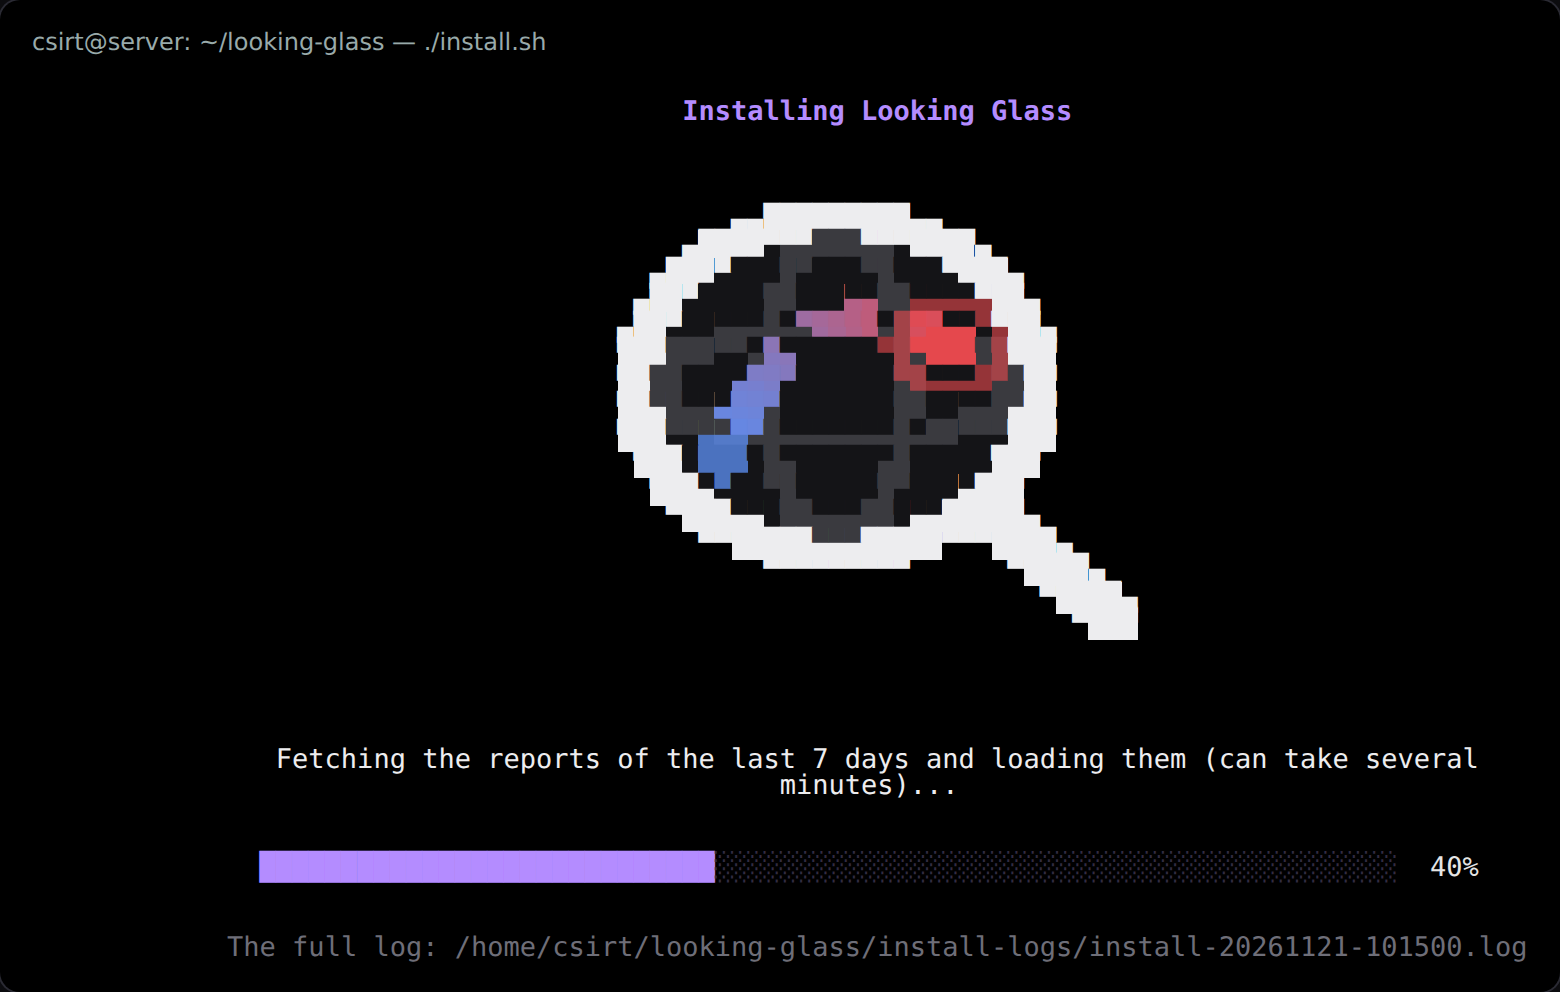 csirt@server: ~/looking-glass — ./install.sh
Installing Looking Glass
Fetching the reports of the last 7 days and loading them (can take several
minutes)...
40%
The full log: /home/csirt/looking-glass/install-logs/install-20261121-101500.log